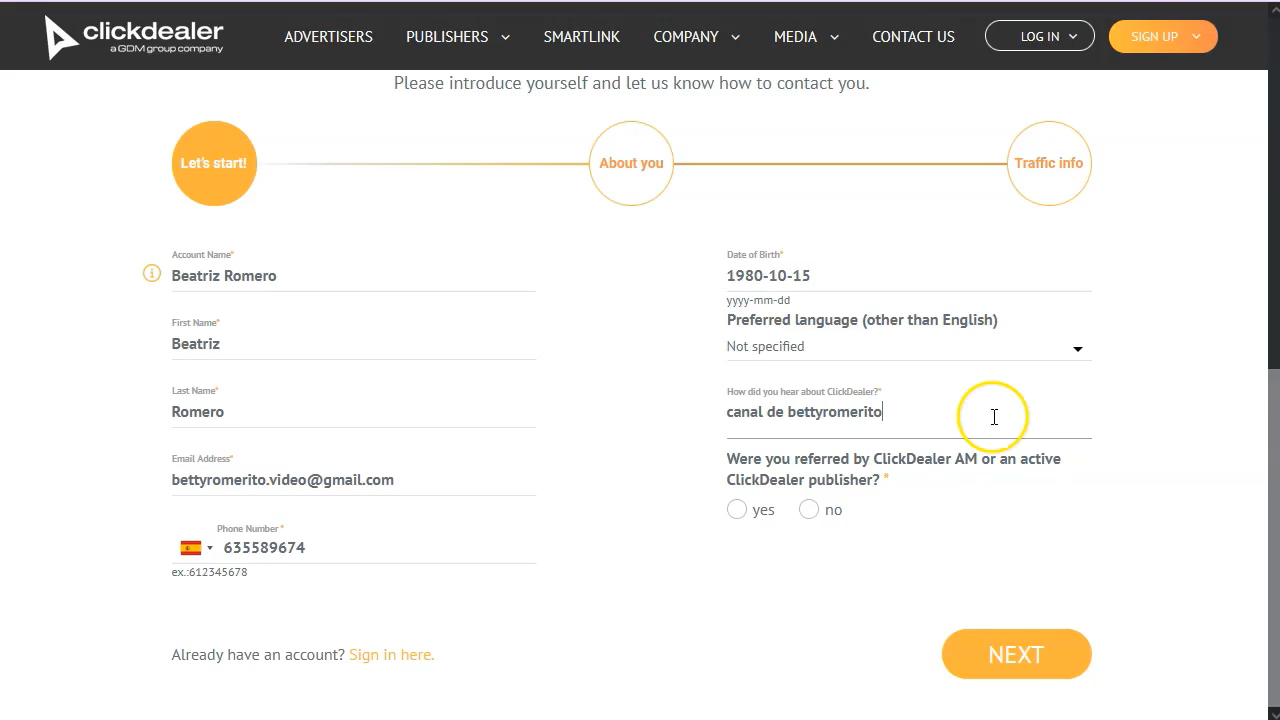 clickdealer
a GDM group company
ADVERTISERS
PUBLISHERS
SMARTLINK
COMPANY
MEDIA
CONTACT US
LOG IN
SIGN UP
Please introduce yourself and let us know how to contact you.
Let's start!
About you
Traffic info
Account Name*
Beatriz Romero
First Name*
Beatriz
Last Name*
Romero
Email Address*
bettyromerito.video@gmail.com
Phone Number *
635589674
ex.:612345678
Date of Birth*
1980-10-15
yyyy-mm-dd
Preferred language (other than English)
Not specified
How did you hear about ClickDealer?*
canal de bettyromerito
Were you referred by ClickDealer AM or an active
ClickDealer publisher? *
yes
no
Already have an account? Sign in here.
NEXT